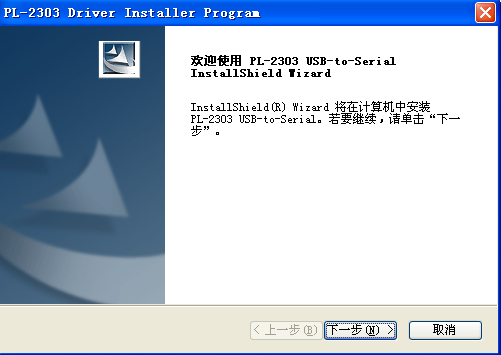 PL-2303 Driver Installer Program
欢迎使用 PL-2303 USB-to-Serial
InstallShield Wizard
InstallShield(R) Wizard 将在计算机中安装
PL-2303 USB-to-Serial。若要继续，请单击“下一
步”。
< 上一步(B) 下一步(N) > 取消